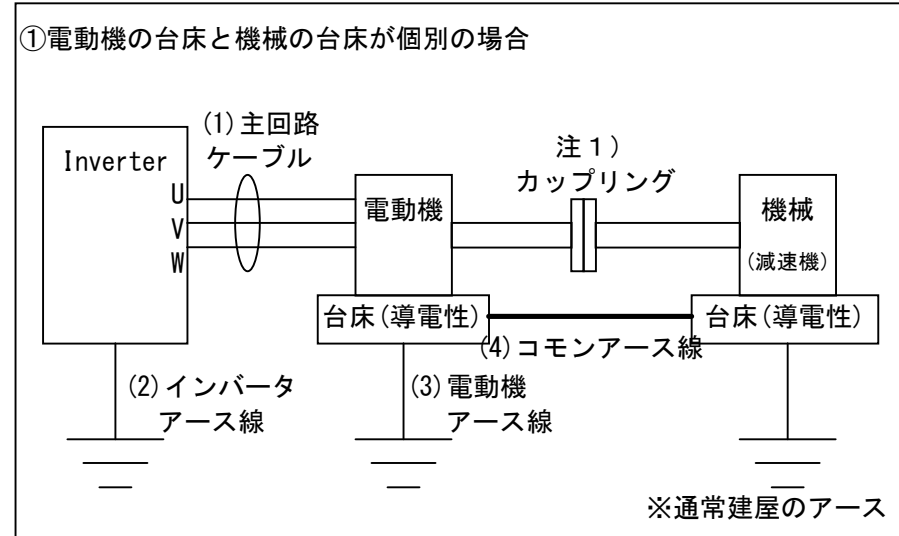 ①電動機の台床と機械の台床が個別の場合
(1)主回路
ケーブル
注１)
カップリング
Inverter
U
V
W
電動機
機械
(減速機)
台床(導電性)
台床(導電性)
(4)コモンアース線
(2)インバータ
アース線
(3)電動機
アース線
※通常建屋のアース